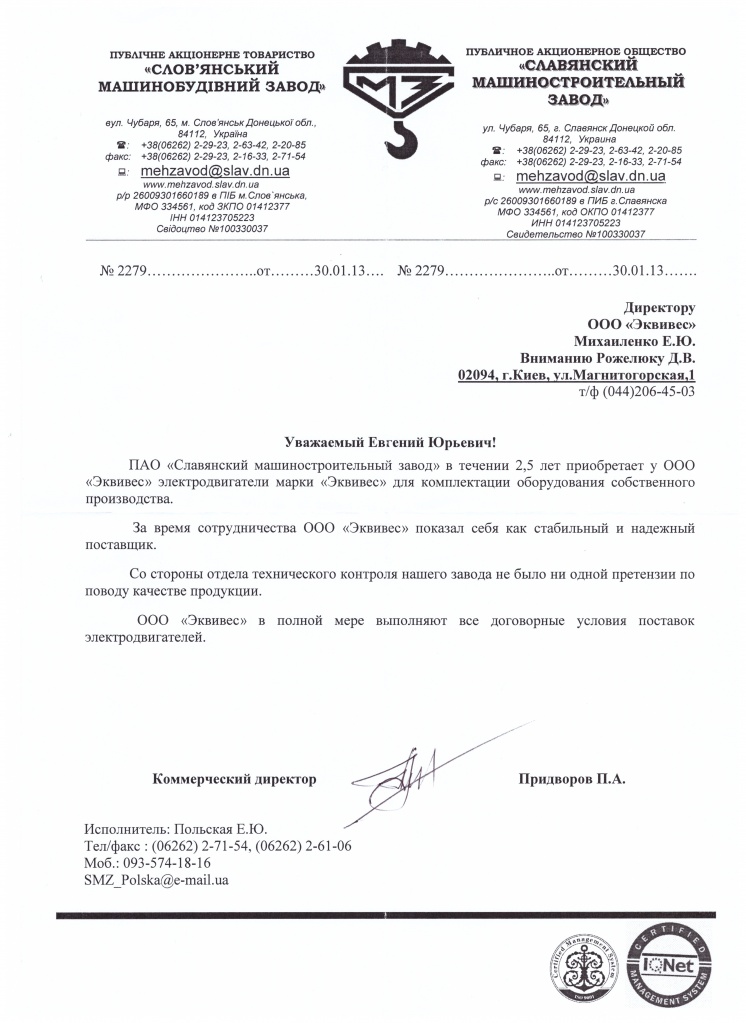 ПУБЛІЧНЕ АКЦІОНЕРНЕ ТОВАРИСТВО
«СЛОВ'ЯНСЬКИЙ
МАШИНОБУДІВНИЙ ЗАВОД»
вул. Чубаря, 65, м. Слов'янськ Донецької обл.,
84112, Україна
☎: +38(06262) 2-29-23, 2-63-42, 2-20-85
факс: +38(06262) 2-29-23, 2-16-33, 2-71-54
💻: mehzavod@slav.dn.ua
www.mehzavod.slav.dn.ua
р/р 26009301660189 в ПІБ м.Слов`янська,
МФО 334561, код ЗКПО 01412377
ІНН 014123705223
Свідоцтво №100330037
МЗ
ПУБЛИЧНОЕ АКЦИОНЕРНОЕ ОБЩЕСТВО
«СЛАВЯНСКИЙ
МАШИНОСТРОИТЕЛЬНЫЙ
ЗАВОД»
ул. Чубаря, 65, г. Славянск Донецкой обл.
84112, Украина
☎: +38(06262) 2-29-23, 2-63-42, 2-20-85
факс: +38(06262) 2-29-23, 2-16-33, 2-71-54
💻: mehzavod@slav.dn.ua
www.mehzavod.slav.dn.ua
р/с 26009301660189 в ПИБ г.Славянска
МФО 334561, код ОКПО 01412377
ИНН 014123705223
Свидетельство №100330037
№ 2279…………………..от………30.01.13…. № 2279…………………..от………30.01.13…….
Директору
ООО «Эквивес»
Михаиленко Е.Ю.
Вниманию Рожелюку Д.В.
02094, г.Киев, ул.Магнитогорская,1
т/ф (044)206-45-03
Уважаемый Евгений Юрьевич!
ПАО «Славянский машиностроительный завод» в течении 2,5 лет приобретает у ООО
«Эквивес» электродвигатели марки «Эквивес» для комплектации оборудования собственного
производства.
За время сотрудничества ООО «Эквивес» показал себя как стабильный и надежный
поставщик.
Со стороны отдела технического контроля нашего завода не было ни одной претензии по
поводу качестве продукции.
ООО «Эквивес» в полной мере выполняют все договорные условия поставок
электродвигателей.
Коммерческий директор Придворов П.А.
Исполнитель: Польская Е.Ю.
Тел/факс : (06262) 2-71-54, (06262) 2-61-06
Моб.: 093-574-18-16
SMZ_Polska@e-mail.ua
Certified Management System
ISO 9001
CERTIFIED
IQNet
MANAGEMENT SYSTEM